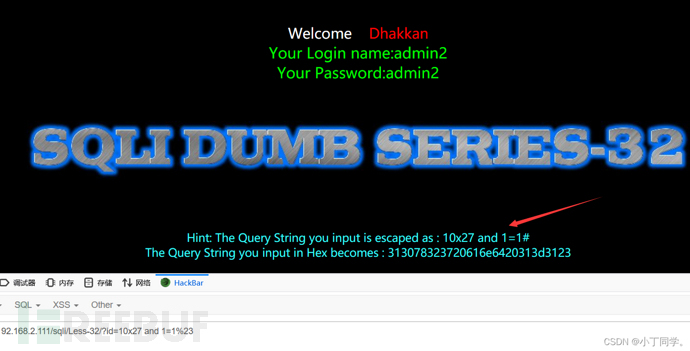 Welcome Dhakkan
Your Login name:admin2
Your Password:admin2
SQLI DUMB SERIES-32
Hint: The Query String you input is escaped as : 10x27 and 1=1#
The Query String you input in Hex becomes : 313078323720616e6420313d3123
调试器 内存 存储 网络 HackBar
SQL XSS Other
92.168.2.111/sqli/Less-32/?id=10x27 and 1=1%23
FREEBUF
CSDN @小丁同学。